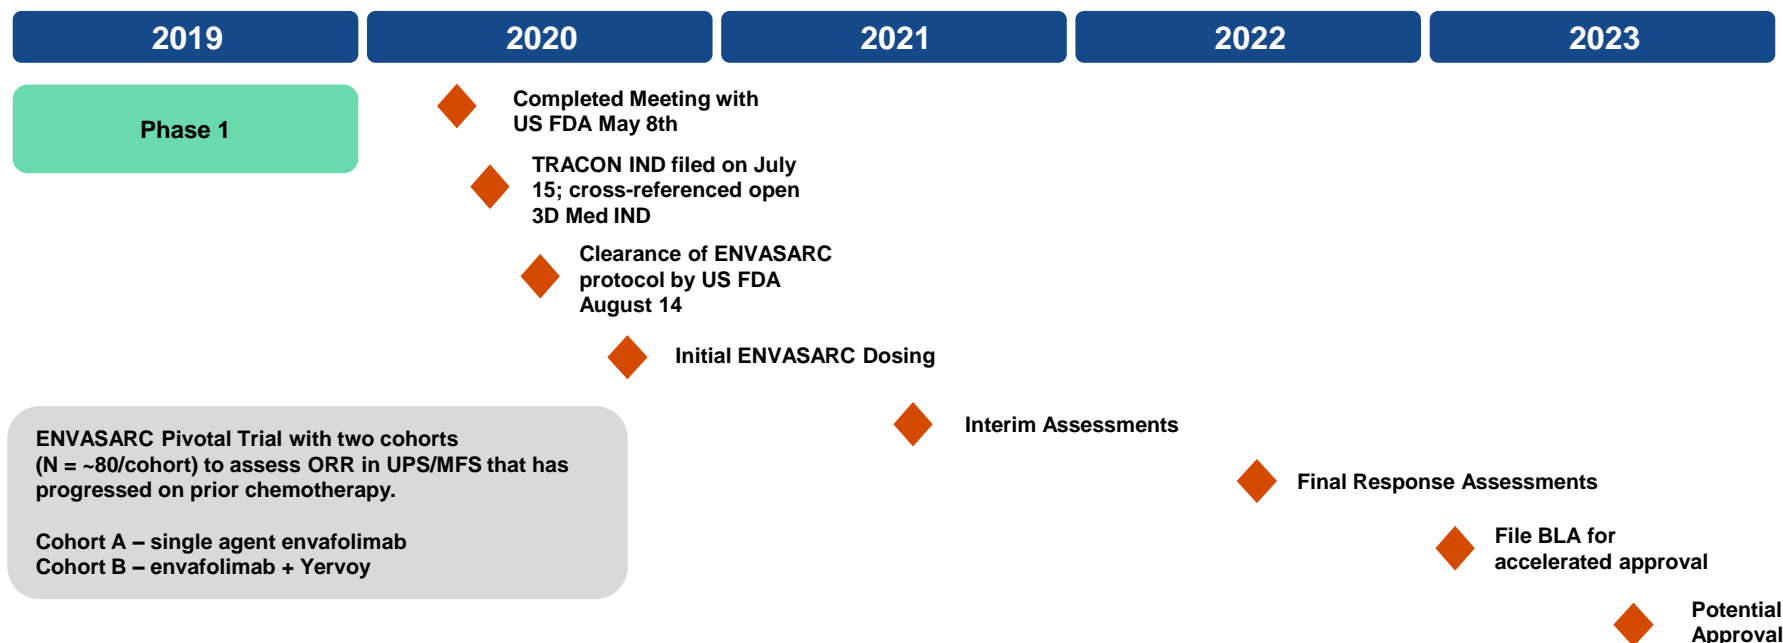 2019
2020
2021
2022
2023
Phase 1
Completed Meeting with
US FDA May 8th
TRACON IND filed on July
15; cross-referenced open
3D Med IND
Clearance of ENVASARC
protocol by US FDA
August 14
Initial ENVASARC Dosing
Interim Assessments
ENVASARC Pivotal Trial with two cohorts
(N = ~80/cohort) to assess ORR in UPS/MFS that has
progressed on prior chemotherapy.
Cohort A – single agent envafolimab
Cohort B – envafolimab + Yervoy
Final Response Assessments
File BLA for
accelerated approval
Potential
Approval